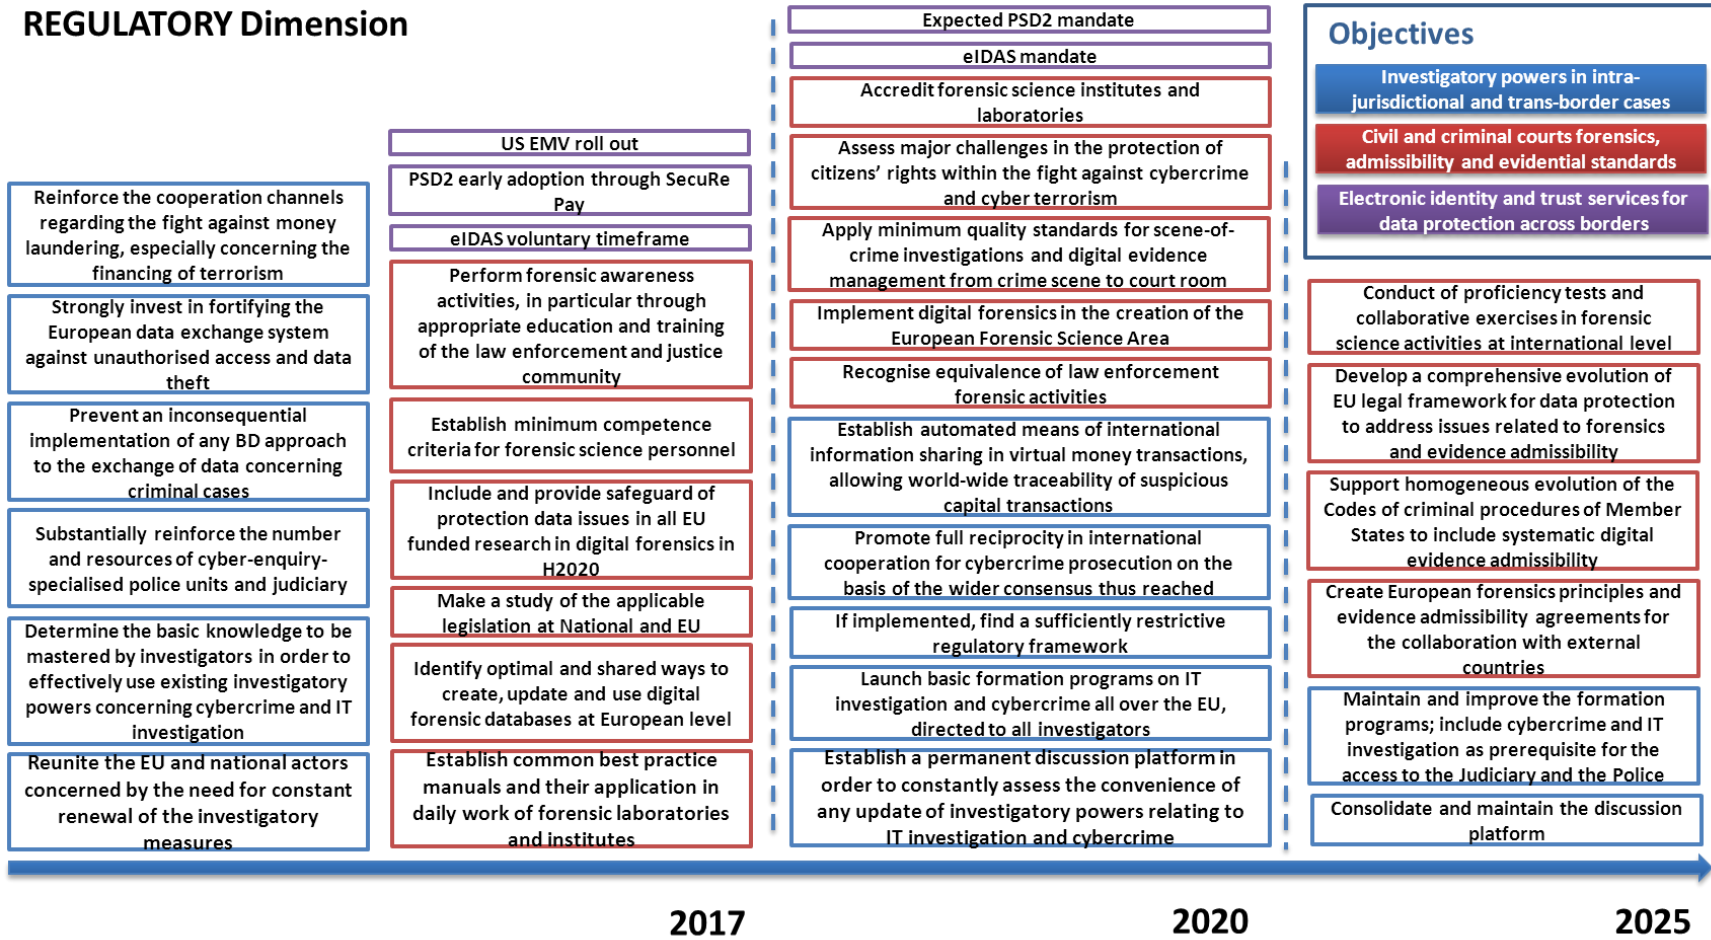 REGULATORY Dimension
Reinforce the cooperation channels
regarding the fight against money
laundering, especially concerning the
financing of terrorism
Strongly invest in fortifying the
European data exchange system
against unauthorised access and data
theft
Prevent an inconsequential
implementation of any BD approach
to the exchange of data concerning
criminal cases
Substantially reinforce the number
and resources of cyber-enquiry-
specialised police units and judiciary
Determine the basic knowledge to be
mastered by investigators in order to
effectively use existing investigatory
powers concerning cybercrime and IT
investigation
Reunite the EU and national actors
concerned by the need for constant
renewal of the investigatory
measures
US EMV roll out
PSD2 early adoption through SecuRe
Pay
eIDAS voluntary timeframe
Perform forensic awareness
activities, in particular through
appropriate education and training
of the law enforcement and justice
community
Establish minimum competence
criteria for forensic science personnel
Include and provide safeguard of
protection data issues in all EU
funded research in digital forensics in
H2020
Make a study of the applicable
legislation at National and EU
Identify optimal and shared ways to
create, update and use digital
forensic databases at European level
Establish common best practice
manuals and their application in
daily work of forensic laboratories
and institutes
Expected PSD2 mandate
eIDAS mandate
Accredit forensic science institutes and
laboratories
Assess major challenges in the protection of
citizens’ rights within the fight against cybercrime
and cyber terrorism
Apply minimum quality standards for scene-of-
crime investigations and digital evidence
management from crime scene to court room
Implement digital forensics in the creation of the
European Forensic Science Area
Recognise equivalence of law enforcement
forensic activities
Establish automated means of international
information sharing in virtual money transactions,
allowing world-wide traceability of suspicious
capital transactions
Promote full reciprocity in international
cooperation for cybercrime prosecution on the
basis of the wider consensus thus reached
If implemented, find a sufficiently restrictive
regulatory framework
Launch basic formation programs on IT
investigation and cybercrime all over the EU,
directed to all investigators
Establish a permanent discussion platform in
order to constantly assess the convenience of
any update of investigatory powers relating to
IT investigation and cybercrime
Objectives
Investigatory powers in intra-
jurisdictional and trans-border cases
Civil and criminal courts forensics,
admissibility and evidential standards
Electronic identity and trust services for
data protection across borders
Conduct of proficiency tests and
collaborative exercises in forensic
science activities at international level
Develop a comprehensive evolution of
EU legal framework for data protection
to address issues related to forensics
and evidence admissibility
Support homogeneous evolution of the
Codes of criminal procedures of Member
States to include systematic digital
evidence admissibility
Create European forensics principles and
evidence admissibility agreements for
the collaboration with external
countries
Maintain and improve the formation
programs; include cybercrime and IT
investigation as prerequisite for the
access to the Judiciary and the Police
Consolidate and maintain the discussion
platform
2017
2020
2025